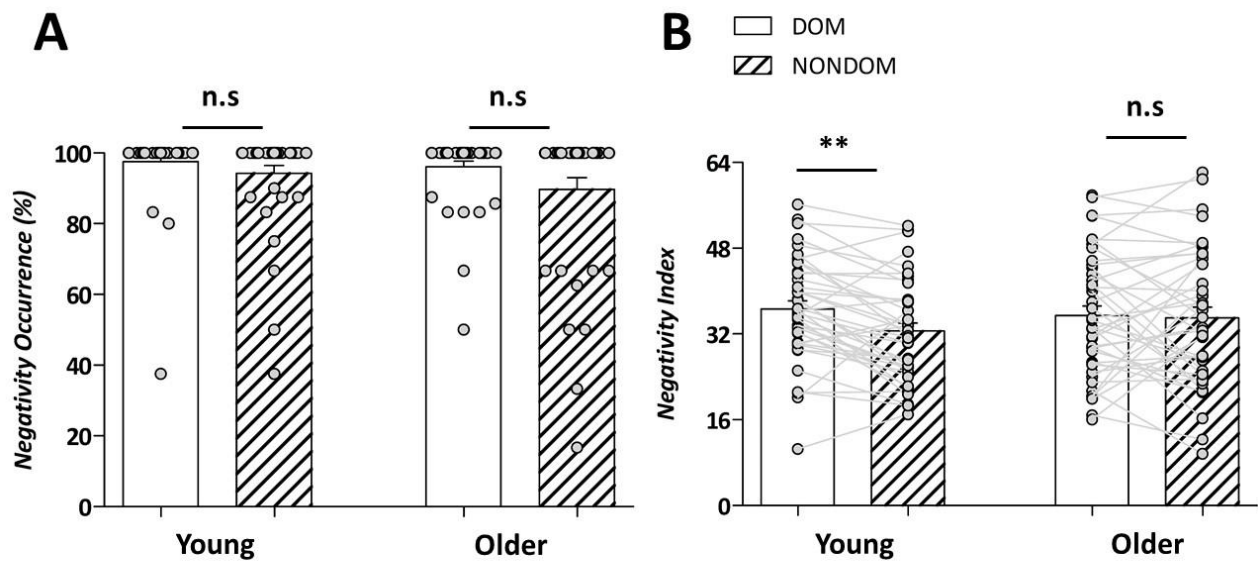 A
n.s
n.s
Negativity Occurrence (%)
100
80
60
40
20
0
Young
Older
B
DOM
NONDOM
**
n.s
Negativity Index
64
48
32
16
0
Young
Older